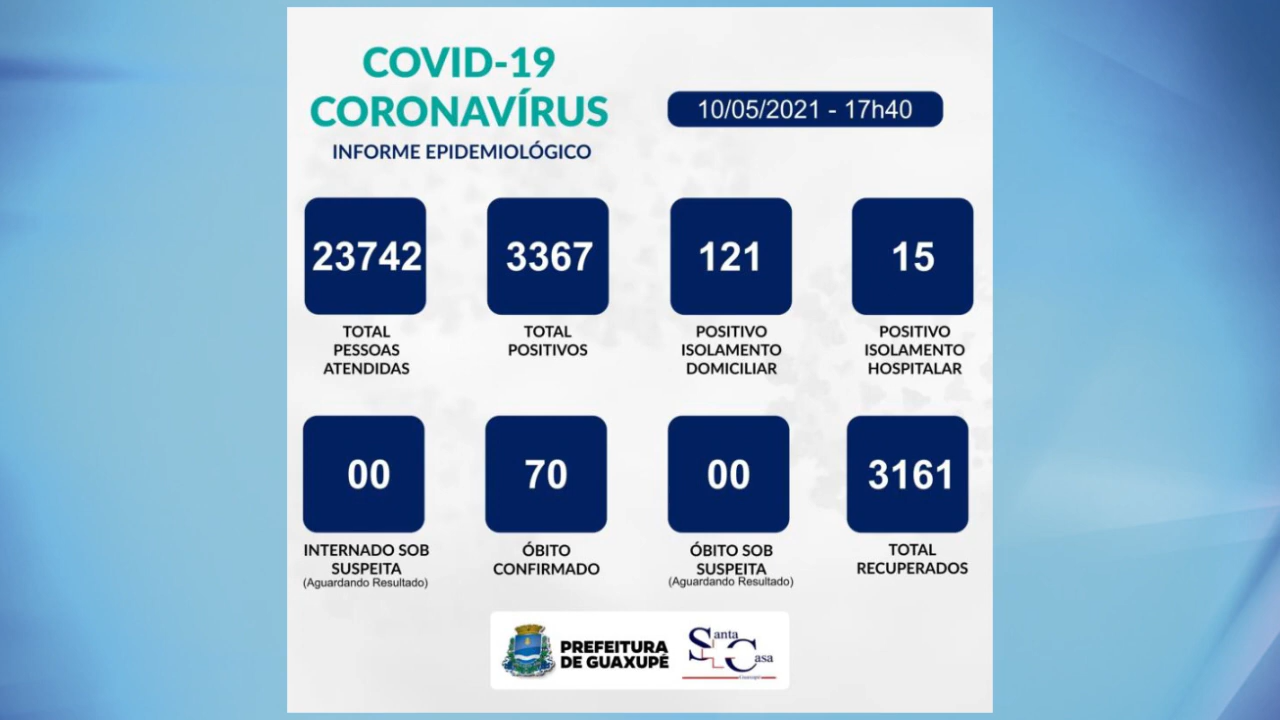 COVID-19
CORONAVÍRUS
INFORME EPIDEMIOLÓGICO
10/05/2021 - 17h40
23742
TOTAL
PESSOAS
ATENDIDAS
3367
TOTAL
POSITIVOS
121
POSITIVO
ISOLAMENTO
DOMICILIAR
15
POSITIVO
ISOLAMENTO
HOSPITALAR
00
INTERNADO SOB
SUSPEITA
(Aguardando Resultado)
70
ÓBITO
CONFIRMADO
00
ÓBITO SOB
SUSPEITA
(Aguardando Resultado)
3161
TOTAL
RECUPERADOS
PREFEITURA
DE GUAXUPÉ
Santa
Casa